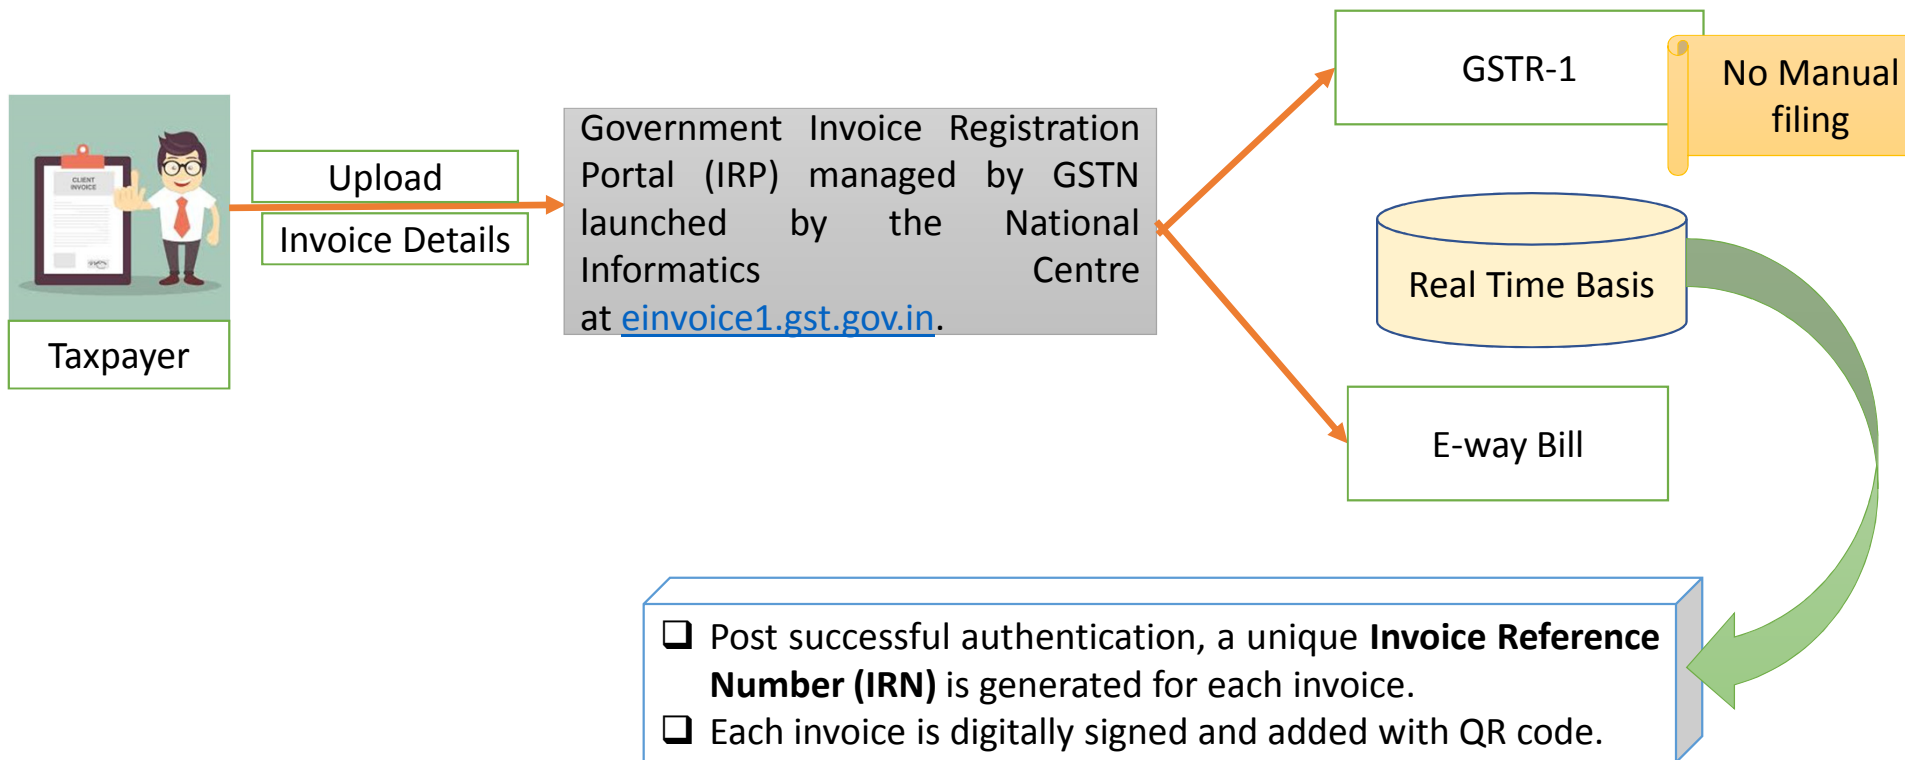 CLIENT
INVOICE
Taxpayer
Upload
Invoice Details
Government Invoice Registration
Portal (IRP) managed by GSTN
launched by the National
Informatics Centre
at einvoice1.gst.gov.in.
GSTR-1
No Manual
filing
Real Time Basis
E-way Bill
❑ Post successful authentication, a unique Invoice Reference
Number (IRN) is generated for each invoice.
❑ Each invoice is digitally signed and added with QR code.